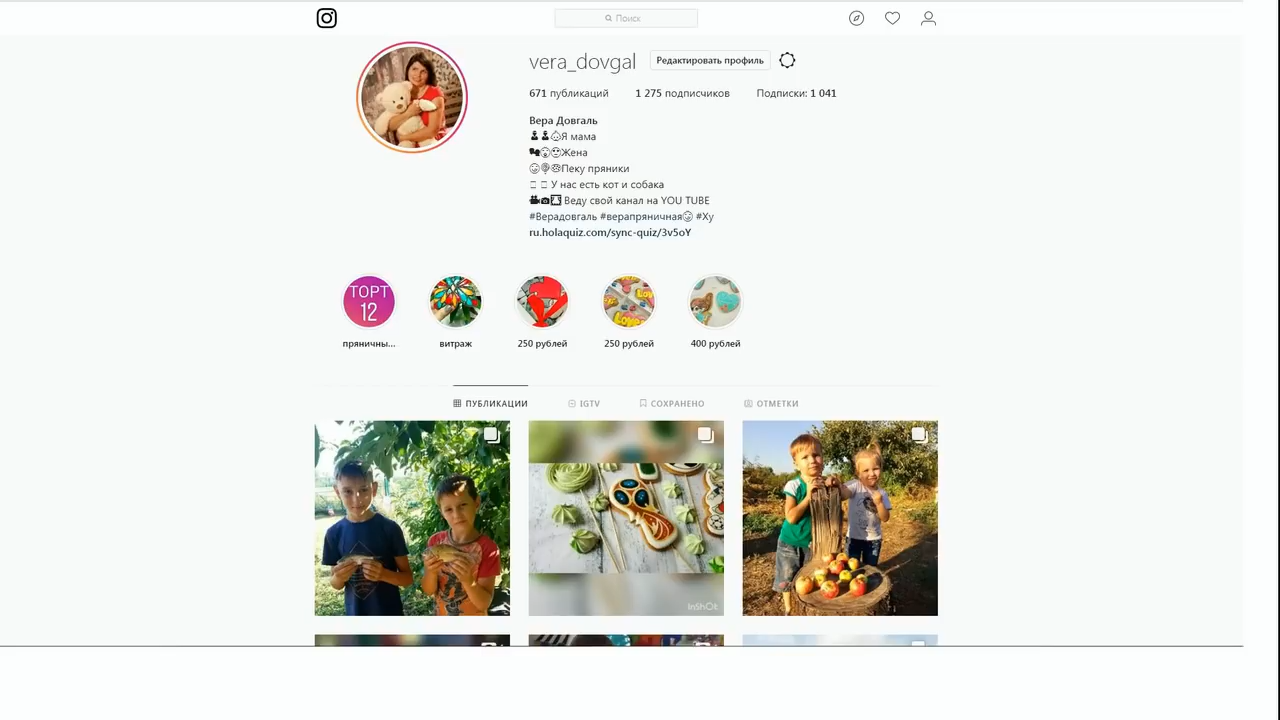 Поиск
vera_dovgal Редактировать профиль
671 публикаций 1 275 подписчиков Подписки: 1 041
Вера Довгаль
Я мама
Жена
Пеку пряники
У нас есть кот и собака
Веду свой канал на YOU TUBE
#Верадовгаль #верапряничная #Ху
ru.holaquiz.com/sync-quiz/3v5oY
ТОРТ
12
пряничны... витраж 250 рублей 250 рублей 400 рублей
ПУБЛИКАЦИИ IGTV СОХРАНЕНО ОТМЕТКИ
InShOt